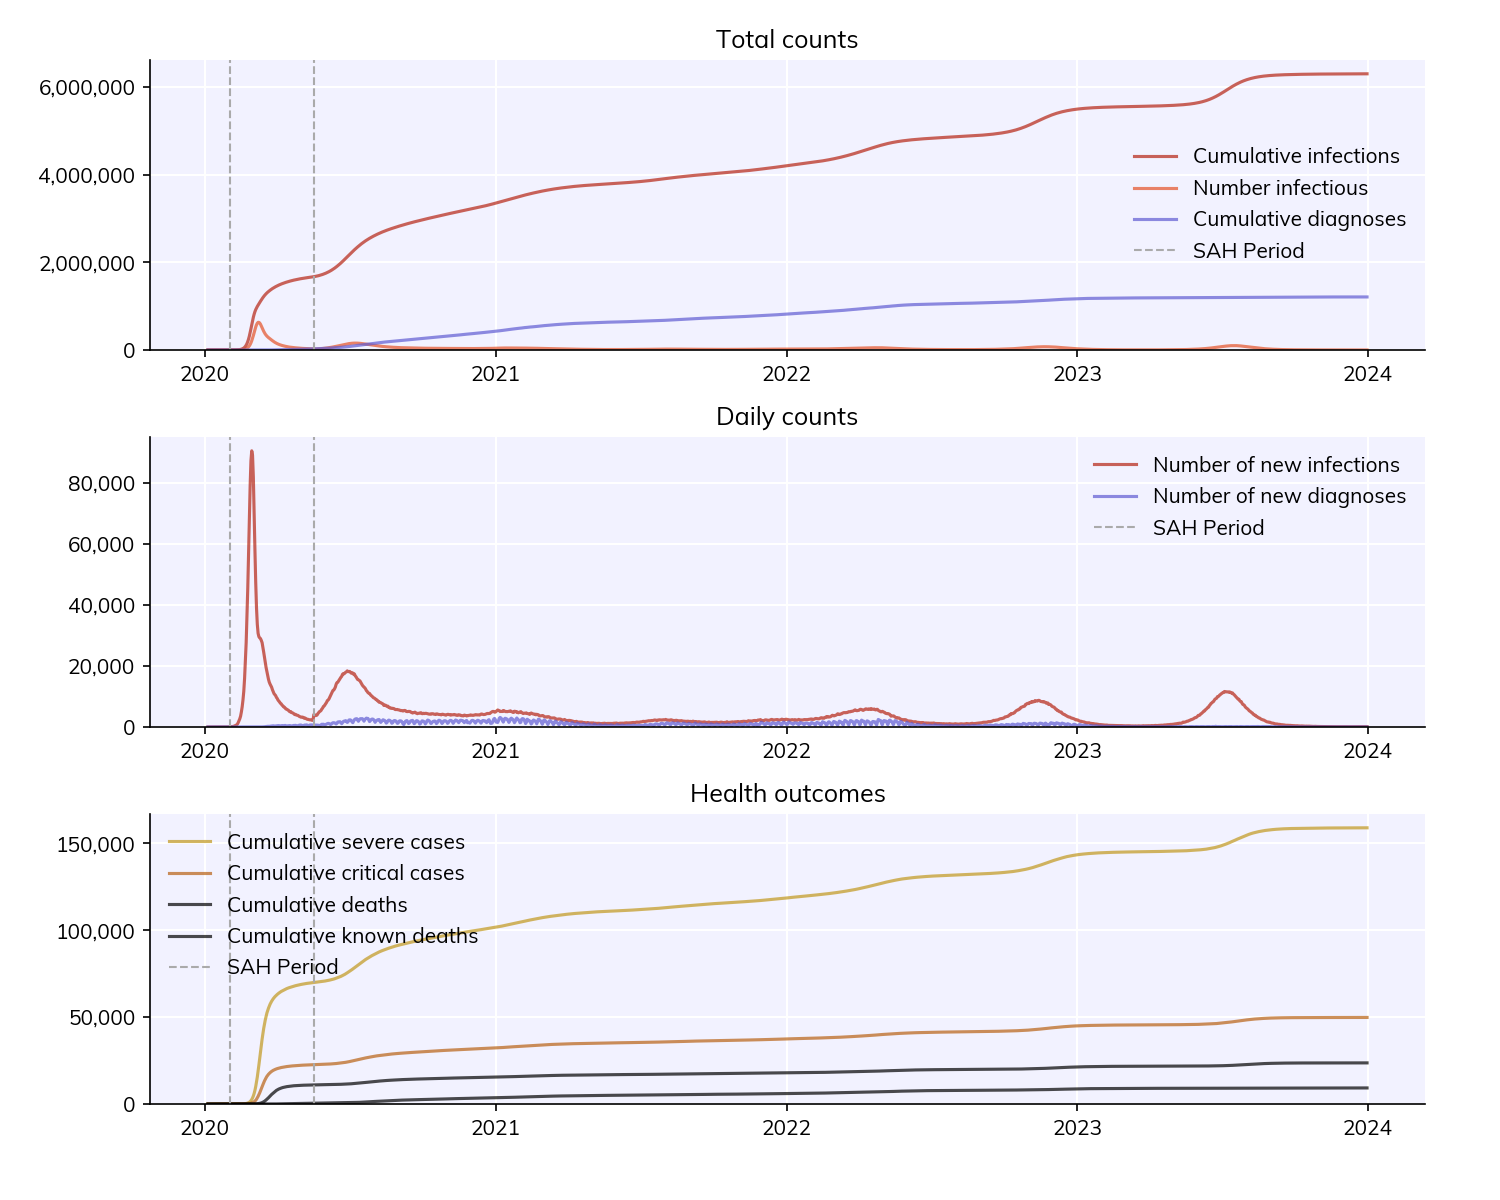 Total counts
6,000,000
4,000,000
2,000,000
0
Cumulative infections
Number infectious
Cumulative diagnoses
SAH Period
2020 2021 2022 2023 2024
Daily counts
80,000
60,000
40,000
20,000
0
Number of new infections
Number of new diagnoses
SAH Period
2020 2021 2022 2023 2024
Health outcomes
150,000
100,000
50,000
0
Cumulative severe cases
Cumulative critical cases
Cumulative deaths
Cumulative known deaths
SAH Period
2020 2021 2022 2023 2024